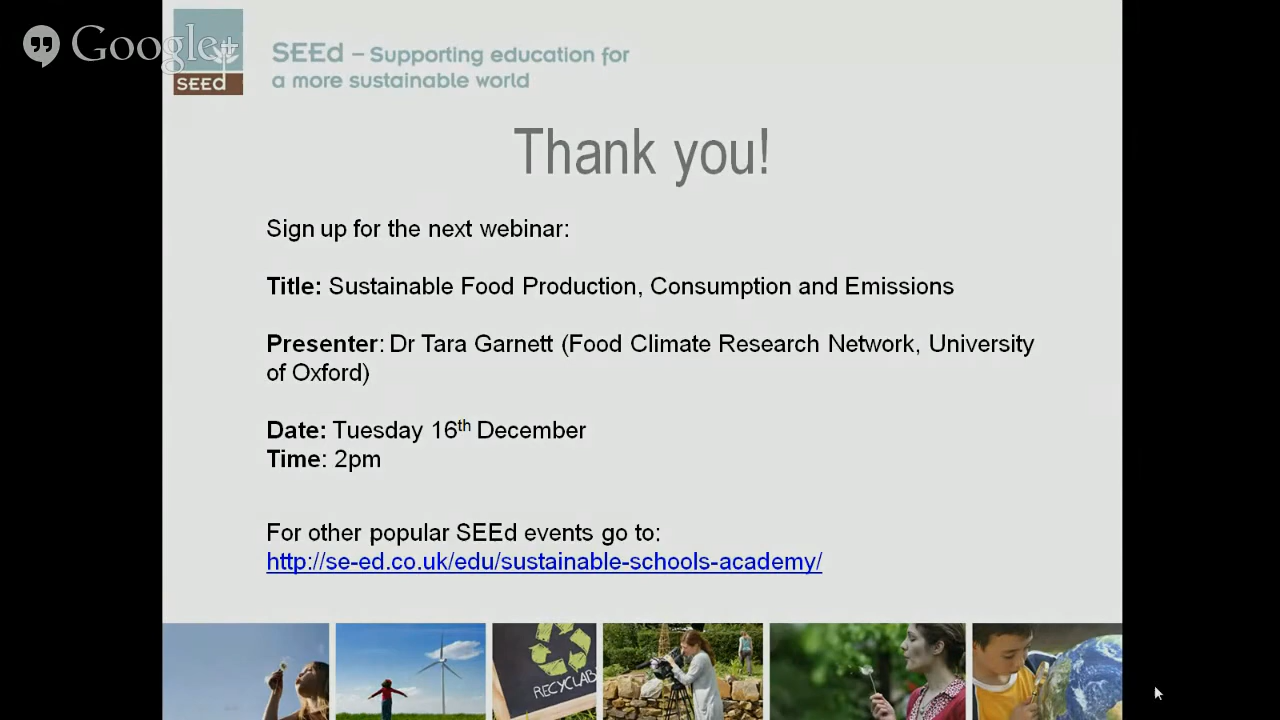 Google+
SEEd
SEEd – Supporting education for
a more sustainable world
Thank you!
Sign up for the next webinar:
Title: Sustainable Food Production, Consumption and Emissions
Presenter: Dr Tara Garnett (Food Climate Research Network, University
of Oxford)
Date: Tuesday 16th December
Time: 2pm
For other popular SEEd events go to:
http://se-ed.co.uk/edu/sustainable-schools-academy/
RECYCLAB